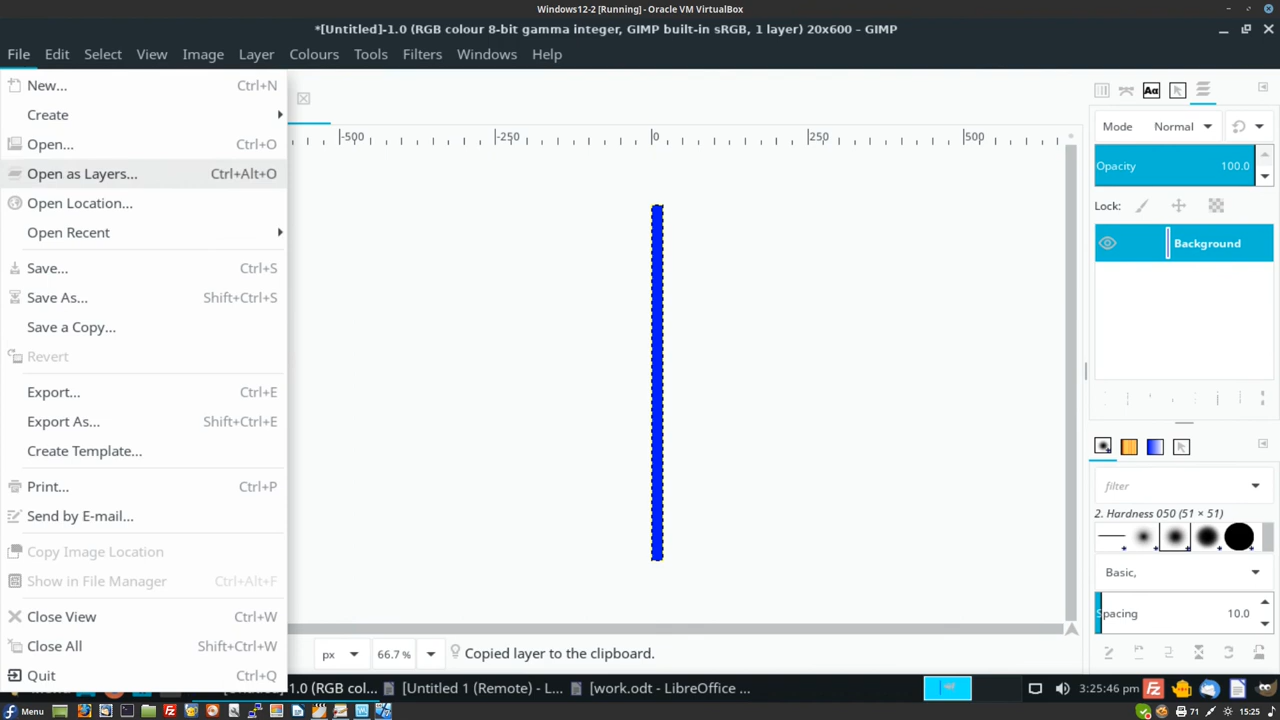 Windows12-2 [Running] - Oracle VM VirtualBox
*[Untitled]-1.0 (RGB colour 8-bit gamma integer, GIMP built-in sRGB, 1 layer) 20x600 – GIMP
File Edit Select View Image Layer Colours Tools Filters Windows Help
New... Ctrl+N
Create
Open... Ctrl+O
Open as Layers... Ctrl+Alt+O
Open Location...
Open Recent
Save... Ctrl+S
Save As... Shift+Ctrl+S
Save a Copy...
Revert
Export... Ctrl+E
Export As... Shift+Ctrl+E
Create Template...
Print... Ctrl+P
Send by E-mail...
Copy Image Location
Show in File Manager Ctrl+Alt+F
Close View Ctrl+W
Close All Shift+Ctrl+W
Quit Ctrl+Q
-500 -250 0 250 500
px 66.7 % Copied layer to the clipboard.
Aa
Mode Normal
Opacity 100.0
Lock:
Background
filter
2. Hardness 050 (51 × 51)
Basic,
Spacing 10.0
1.0 (RGB col... [Untitled 1 (Remote) - L... [work.odt - LibreOffice ... 3:25:46 pm
Menu 71 15:25